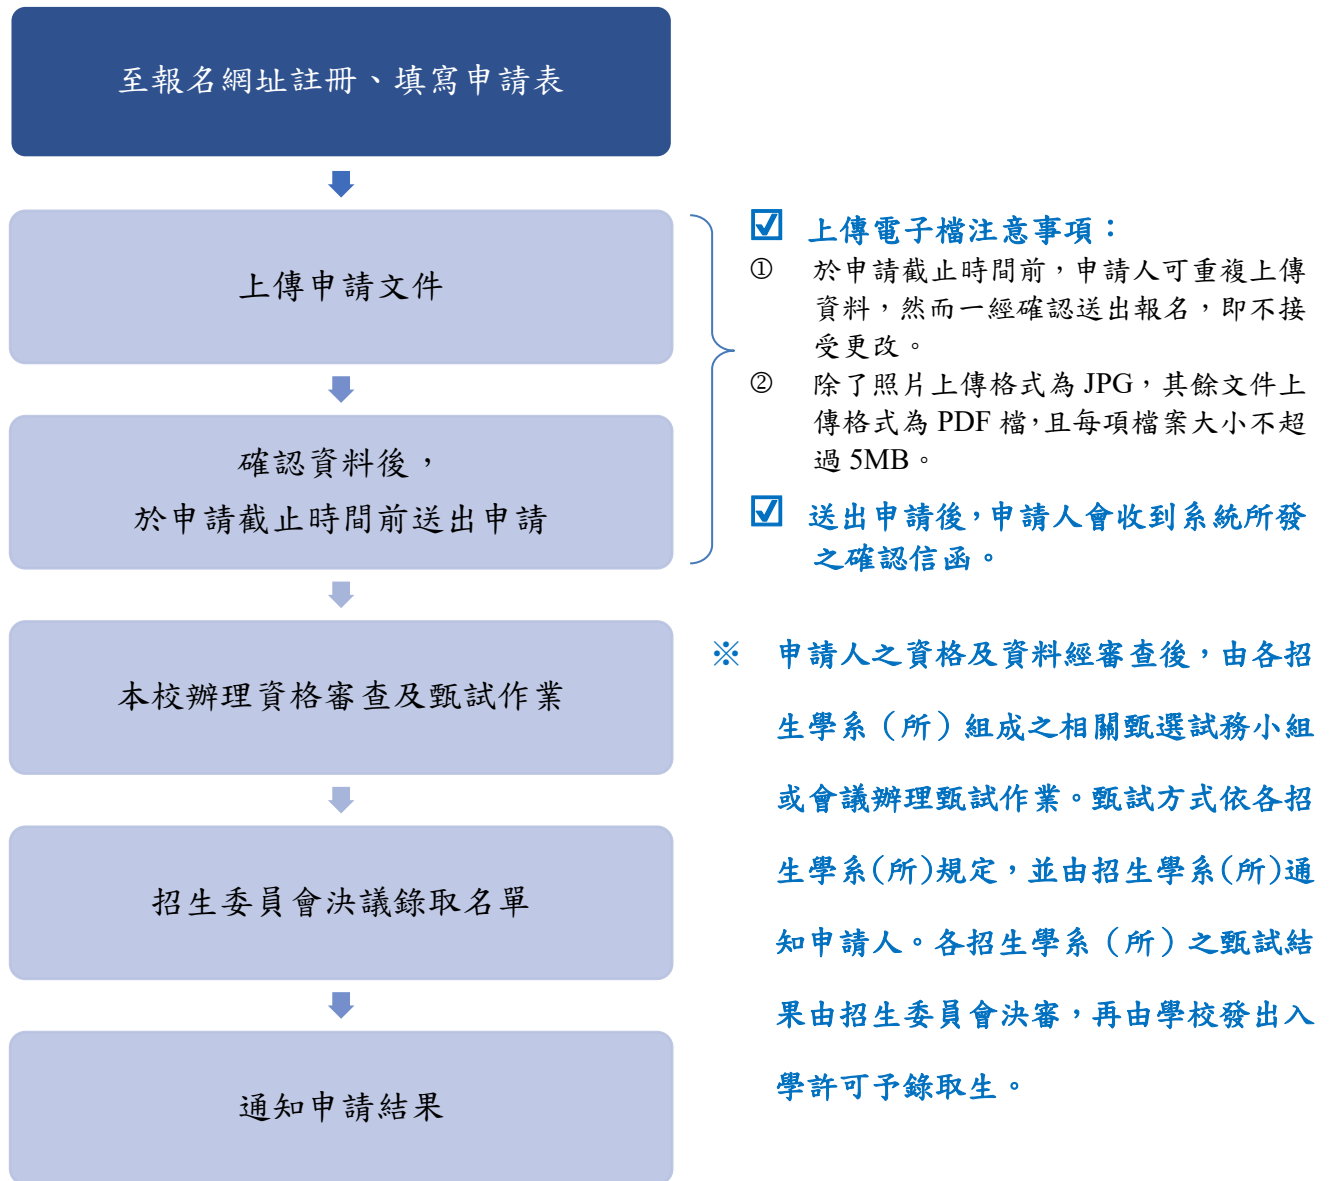 至報名網址註冊、填寫申請表
上傳申請文件
確認資料後，
於申請截止時間前送出申請
本校辦理資格審查及甄試作業
招生委員會決議錄取名單
通知申請結果
☑ 上傳電子檔注意事項：
① 於申請截止時間前，申請人可重複上傳
資料，然而一經確認送出報名，即不接
受更改。
② 除了照片上傳格式為 JPG，其餘文件上
傳格式為 PDF 檔，且每項檔案大小不超
過 5MB。
☑ 送出申請後，申請人會收到系統所發
之確認信函。
※ 申請人之資格及資料經審查後，由各招
生學系（所）組成之相關甄選試務小組
或會議辦理甄試作業。甄試方式依各招
生學系(所)規定，並由招生學系(所)通
知申請人。各招生學系（所）之甄試結
果由招生委員會決審，再由學校發出入
學許可予錄取生。